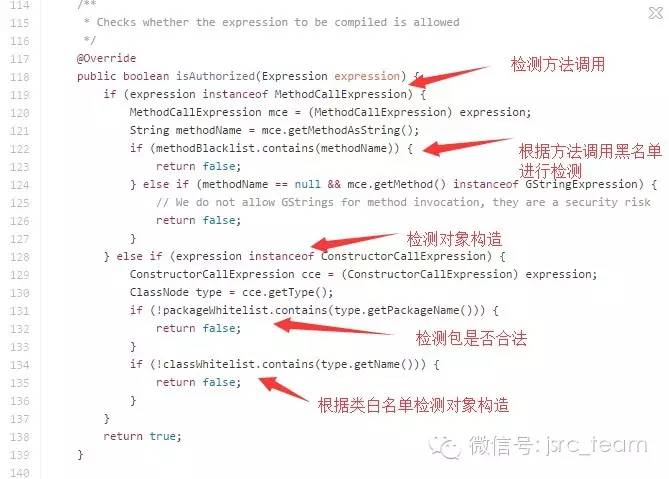 114 /**
115 * Checks whether the expression to be compiled is allowed
116 */
117 @Override
118 public boolean isAuthorized(Expression expression) {
检测方法调用
119 if (expression instanceof MethodCallExpression) {
120 MethodCallExpression mce = (MethodCallExpression) expression;
121 String methodName = mce.getMethodAsString();
122 if (methodBlacklist.contains(methodName)) {
根据方法调用黑名单
进行检测
123 return false;
124 } else if (methodName == null && mce.getMethod() instanceof GStringExpression) {
125 // We do not allow GStrings for method invocation, they are a security risk
126 return false;
127 }
检测对象构造
128 } else if (expression instanceof ConstructorCallExpression) {
129 ConstructorCallExpression cce = (ConstructorCallExpression) expression;
130 ClassNode type = cce.getType();
131 if (!packageWhitelist.contains(type.getPackageName())) {
132 return false;
检测包是否合法
133 }
134 if (!classWhitelist.contains(type.getName())) {
135 return false;
136 }
根据类白名单检测对象构造
137 }
138 return true;
139 }
140
微信号: jsrc_team